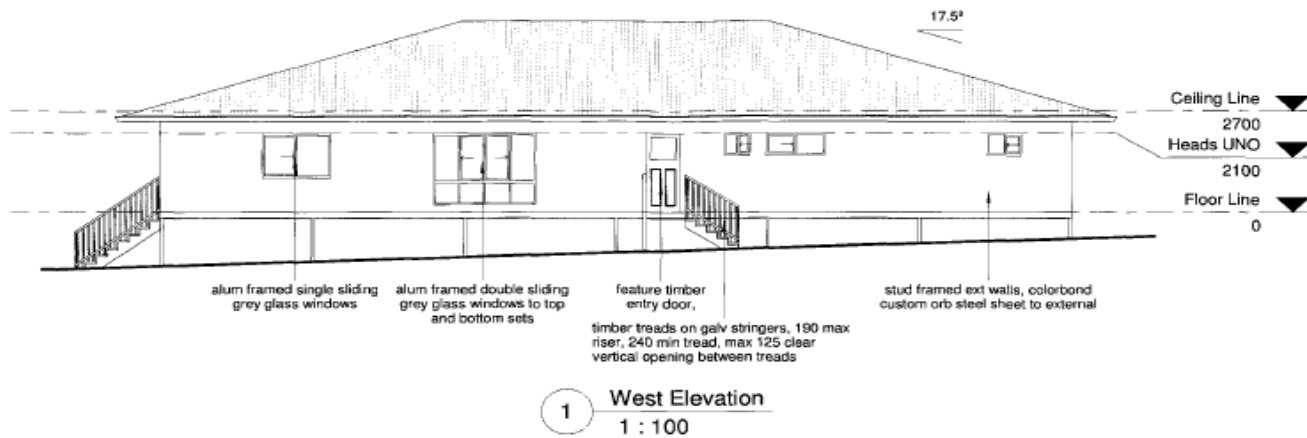 17.5°
Ceiling Line
2700
Heads UNO
2100
Floor Line
0
alum framed single sliding
grey glass windows
alum framed double sliding
grey glass windows to top
and bottom sets
feature timber
entry door,
timber treads on galv stringers, 190 max
riser, 240 min tread, max 125 clear
vertical opening between treads
stud framed ext walls, colorbond
custom orb steel sheet to external
1
West Elevation
1 : 100